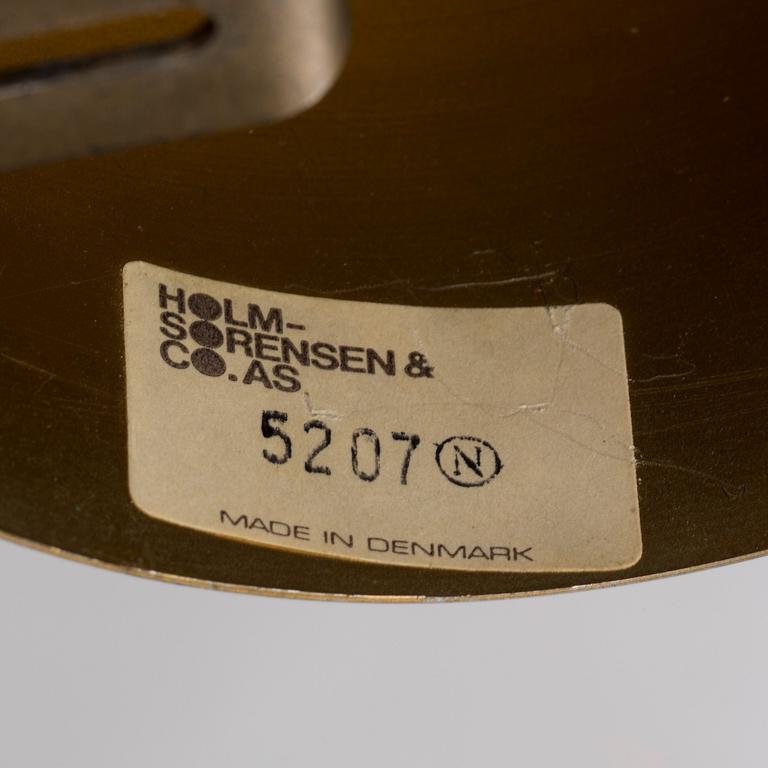 HOLM-
SORENSEN &
CO.AS
5207 Ⓝ
MADE IN DENMARK